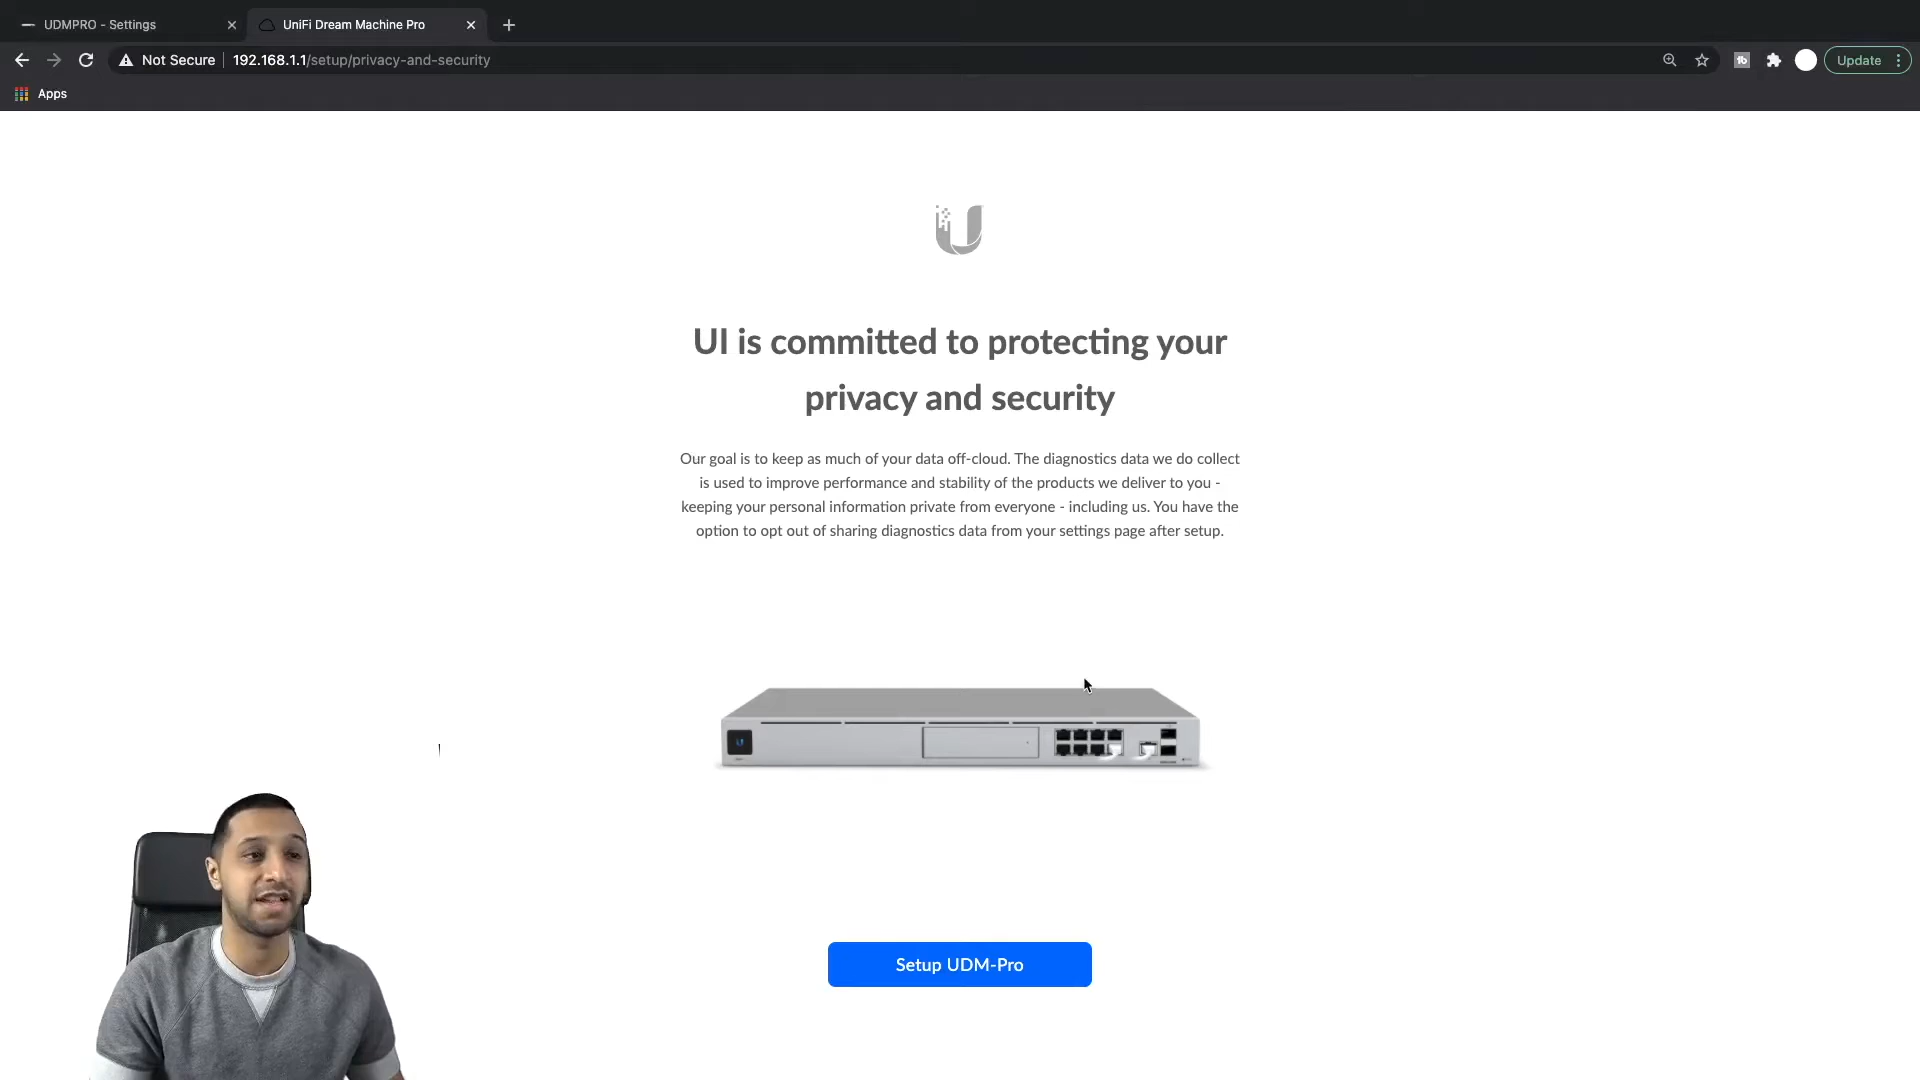 UDMPRO - Settings
UniFi Dream Machine Pro
Not Secure
192.168.1.1/setup/privacy-and-security
Update
Apps
UI is committed to protecting your
privacy and security
Our goal is to keep as much of your data off-cloud. The diagnostics data we do collect
is used to improve performance and stability of the products we deliver to you -
keeping your personal information private from everyone - including us. You have the
option to opt out of sharing diagnostics data from your settings page after setup.
Setup UDM-Pro